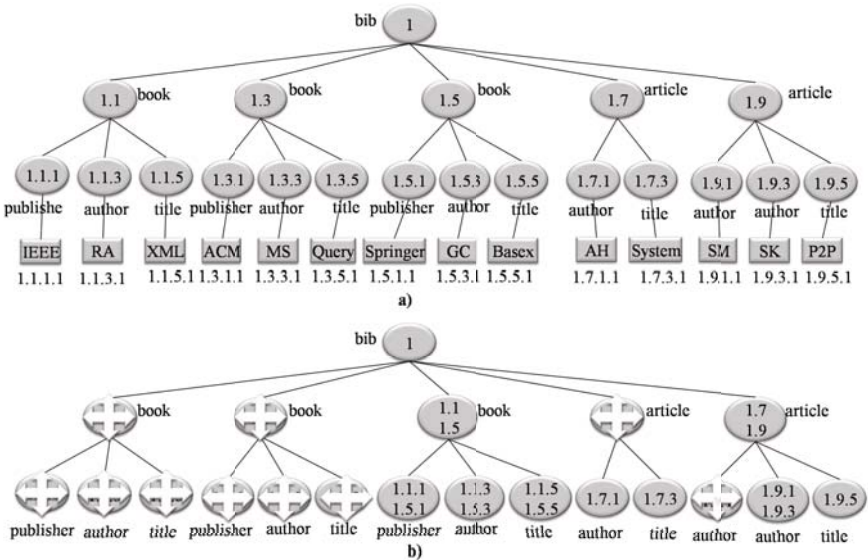 bib 1
1.1 book 1.3 book 1.5 book 1.7 article 1.9 article
1.1.1 1.1.3 1.1.5 1.3.1 1.3.3 1.3.5 1.5.1 1.5.3 1.5.5 1.7.1 1.7.3 1.9.1 1.9.3 1.9.5
publishe author title publisher author title publisher author title author title author author title
IEEE RA XML ACM MS Query Springer GC Basex AH System SM SK P2P
1.1.1.1 1.1.3.1 1.1.5.1 1.3.1.1 1.3.3.1 1.3.5.1 1.5.1.1 1.5.3.1 1.5.5.1 1.7.1.1 1.7.3.1 1.9.1.1 1.9.3.1 1.9.5.1
a)
bib 1
book book 1.1 1.5 book article 1.7 1.9 article
1.1.1 1.1.3 1.1.5 1.7.1 1.7.3 1.9.1 1.9.5
1.5.1 1.5.3 1.5.5 1.9.3
publisher author title publisher author title publisher author title author title author author title
b)